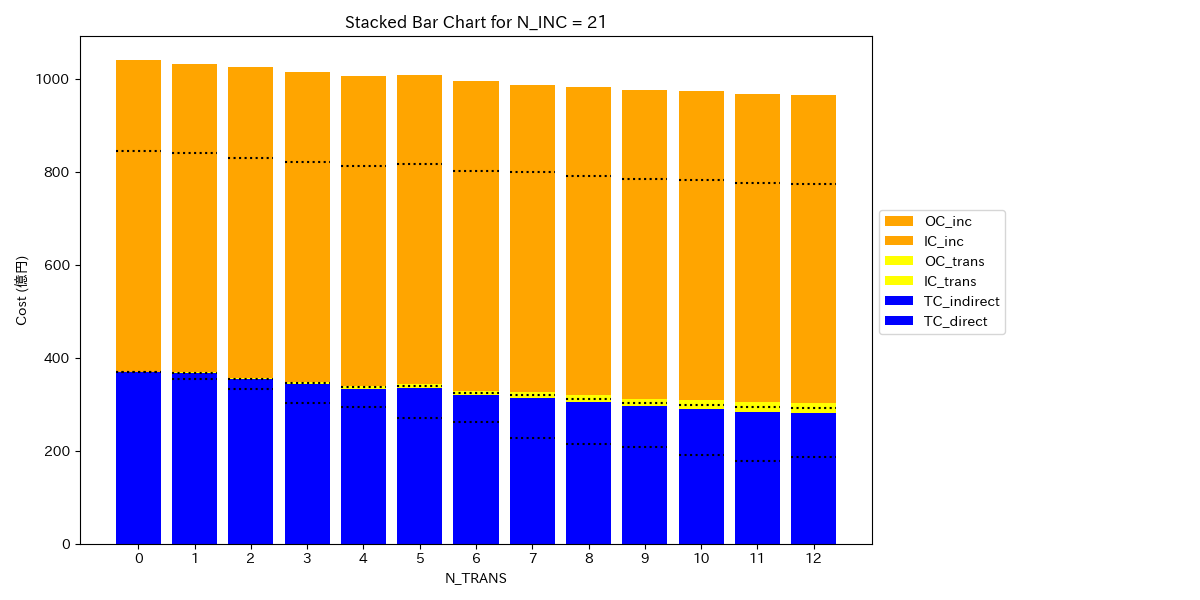 Stacked Bar Chart for N_INC = 21
Cost (億円)
1000
800
600
400
200
0
0 1 2 3 4 5 6 7 8 9 10 11 12
N_TRANS
OC_inc
IC_inc
OC_trans
IC_trans
TC_indirect
TC_direct